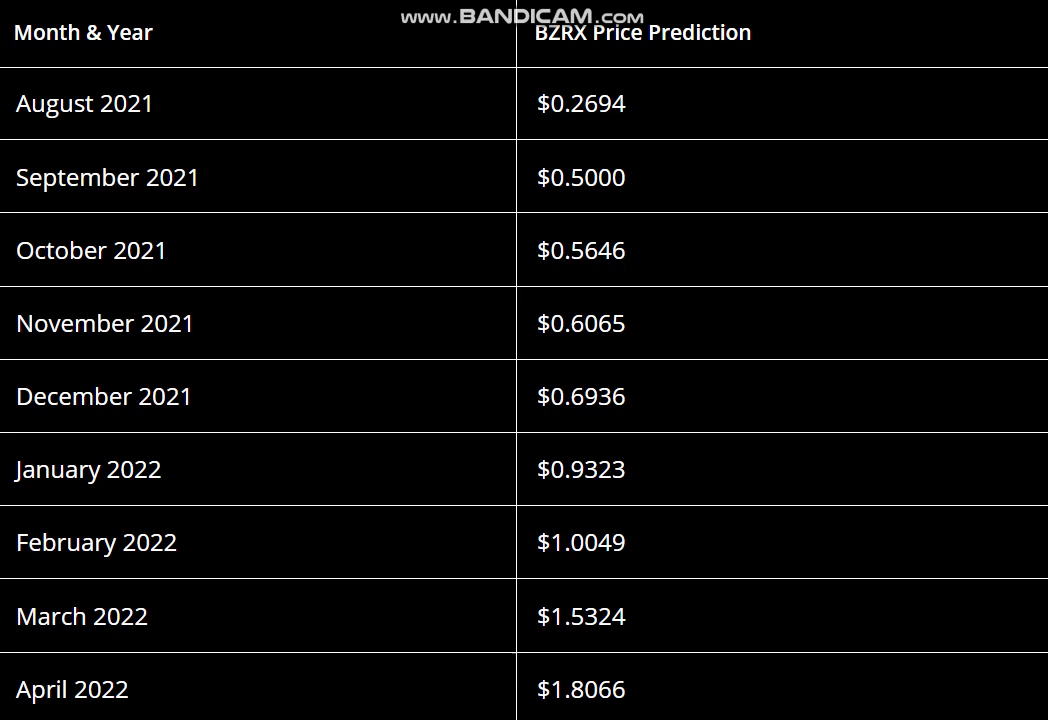 www.BANDICAM.com
Month & Year BZRX Price Prediction
August 2021 $0.2694
September 2021 $0.5000
October 2021 $0.5646
November 2021 $0.6065
December 2021 $0.6936
January 2022 $0.9323
February 2022 $1.0049
March 2022 $1.5324
April 2022 $1.8066